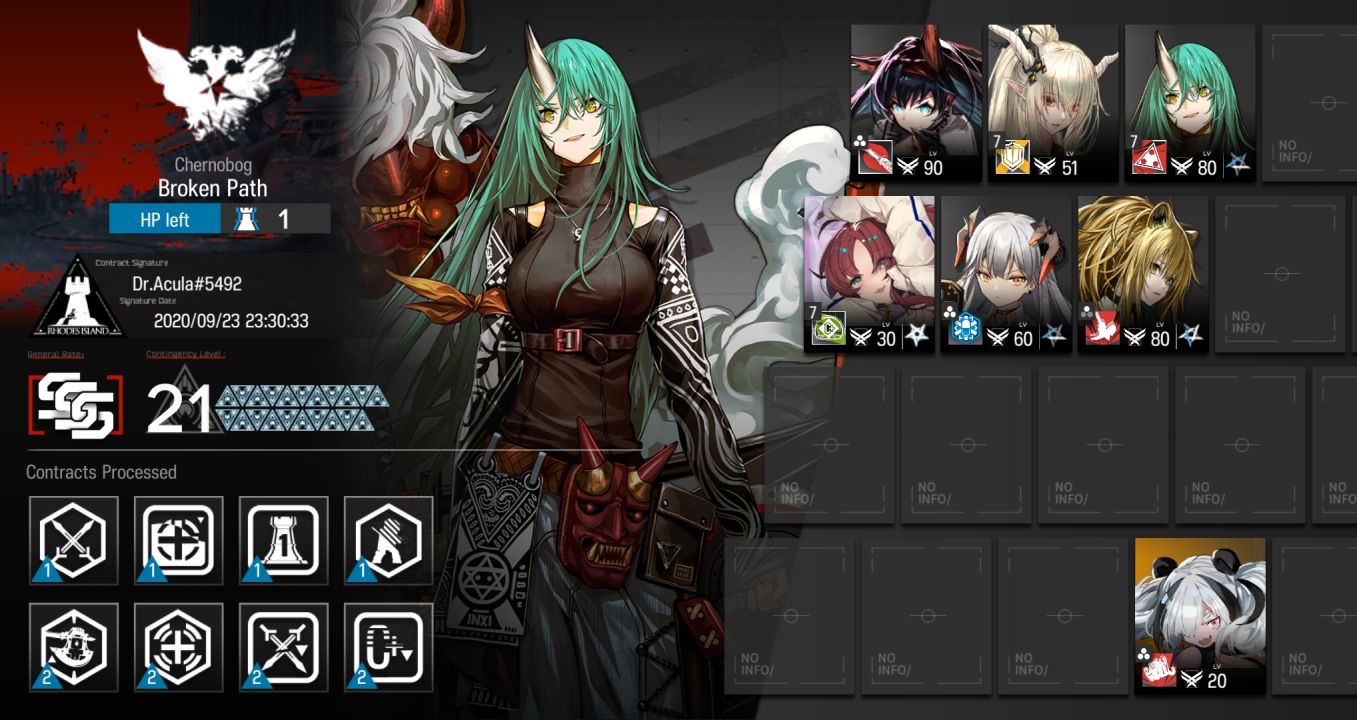 Chernobog
Broken Path
HP left 1
Contract Signature
Dr.Acula#5492
Signature Date
2020/09/23 23:30:33
RHODES ISLAND
General Rate:
Contingency Level:
21
Contracts Processed
1 1 1 1
2 2 2 2
INXI
LV
90
7
LV
51
7
LV
80
NO
INFO/
7
LV
30
LV
60
LV
80
NO
INFO/
NO
INFO/
NO
INFO/
NO
INFO/
NO
INFO/
NO
INFO/
NO
INFO/
NO
INFO/
NO
INFO/
LV
20
NO
INFO/